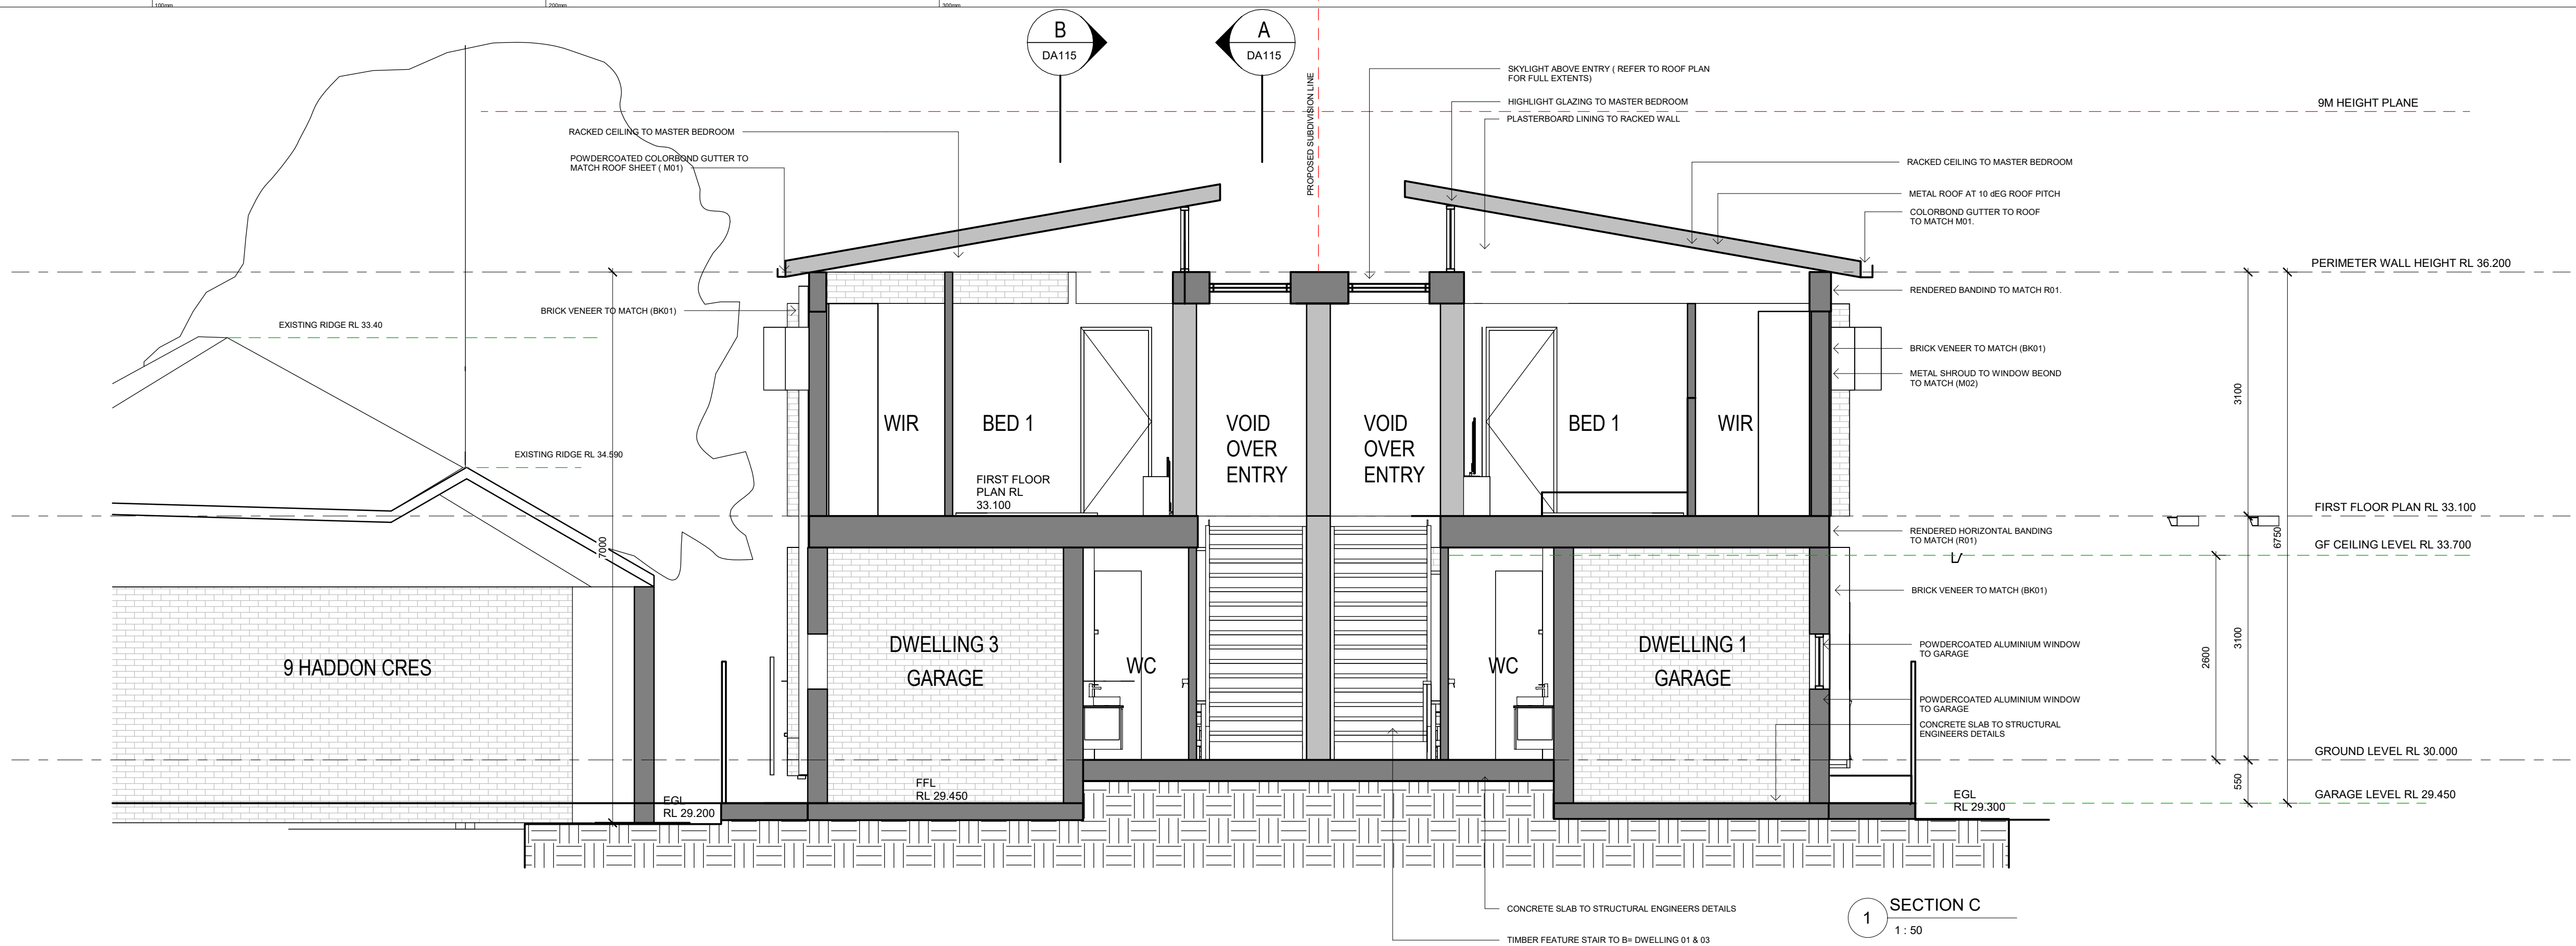 100mm
200mm
300mm
B
DA115
A
DA115
PROPOSED SUBDIVISION LINE
SKYLIGHT ABOVE ENTRY ( REFER TO ROOF PLAN
FOR FULL EXTENTS)
HIGHLIGHT GLAZING TO MASTER BEDROOM
PLASTERBOARD LINING TO RACKED WALL
9M HEIGHT PLANE
RACKED CEILING TO MASTER BEDROOM
POWDERCOATED COLORBOND GUTTER TO
MATCH ROOF SHEET ( M01)
RACKED CEILING TO MASTER BEDROOM
METAL ROOF AT 10 dEG ROOF PITCH
COLORBOND GUTTER TO ROOF
TO MATCH M01.
PERIMETER WALL HEIGHT RL 36.200
RENDERED BANDIND TO MATCH R01.
BRICK VENEER TO MATCH (BK01)
EXISTING RIDGE RL 33.40
BRICK VENEER TO MATCH (BK01)
METAL SHROUD TO WINDOW BEOND
TO MATCH (M02)
3100
WIR
BED 1
VOID
OVER
ENTRY
VOID
OVER
ENTRY
BED 1
WIR
EXISTING RIDGE RL 34.590
FIRST FLOOR
PLAN RL
33.100
FIRST FLOOR PLAN RL 33.100
RENDERED HORIZONTAL BANDING
TO MATCH (R01)
6750
GF CEILING LEVEL RL 33.700
7000
BRICK VENEER TO MATCH (BK01)
9 HADDON CRES
DWELLING 3
GARAGE
WC
WC
DWELLING 1
GARAGE
POWDERCOATED ALUMINIUM WINDOW
TO GARAGE
2600
3100
POWDERCOATED ALUMINIUM WINDOW
TO GARAGE
CONCRETE SLAB TO STRUCTURAL
ENGINEERS DETAILS
GROUND LEVEL RL 30.000
550
FFL
RL 29.450
EGL
RL 29.200
EGL
RL 29.300
GARAGE LEVEL RL 29.450
CONCRETE SLAB TO STRUCTURAL ENGINEERS DETAILS
TIMBER FEATURE STAIR TO B= DWELLING 01 & 03
1
SECTION C
1 : 50